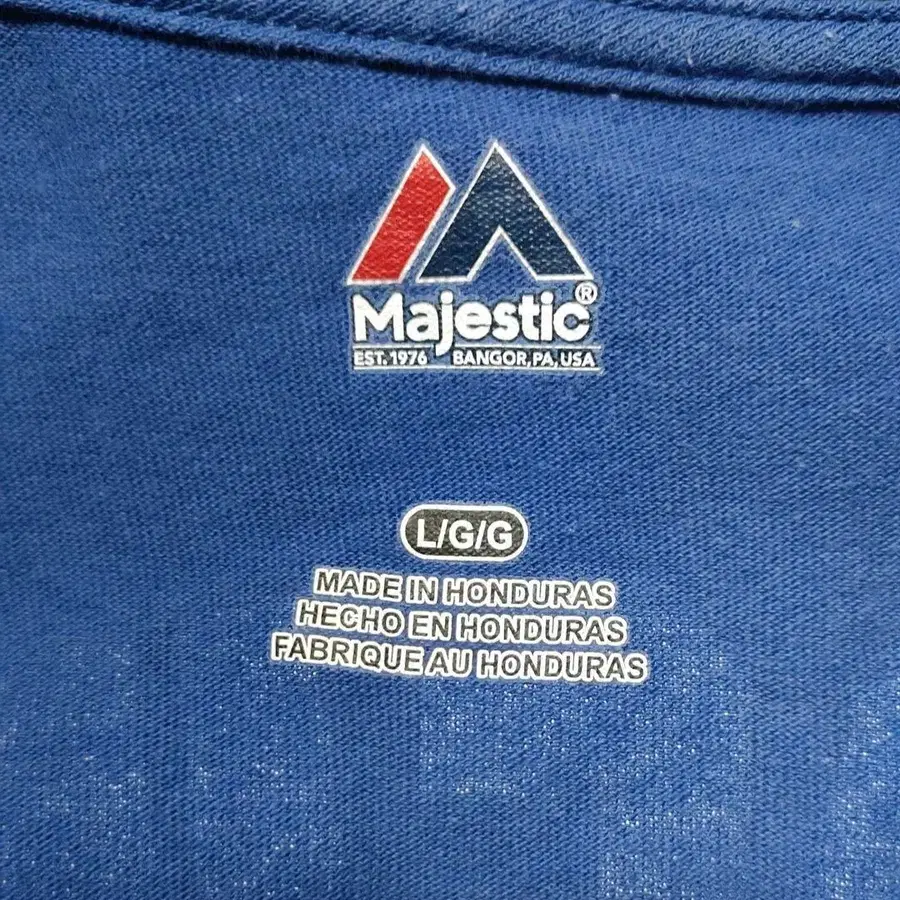 Majestic®
EST. 1976 BANGOR, PA, USA
L/G/G
MADE IN HONDURAS
HECHO EN HONDURAS
FABRIQUE AU HONDURAS